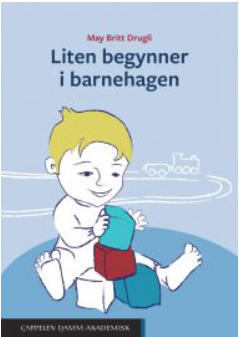 May Britt Drugli
Liten begynner
i barnehagen
CAPPELEN DAMM AKADEMISK